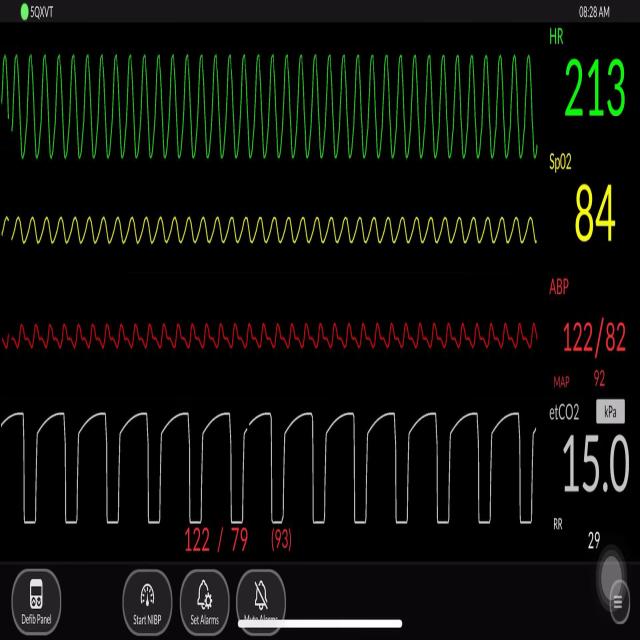 5QXVT
08:28 AM
HR
213
SpO2
84
ABP
122/82
MAP 92
etCO2 kPa
15.0
RR
29
122 / 79 (93)
Defib Panel
Start NIBP
Set Alarms
Mute Alarms